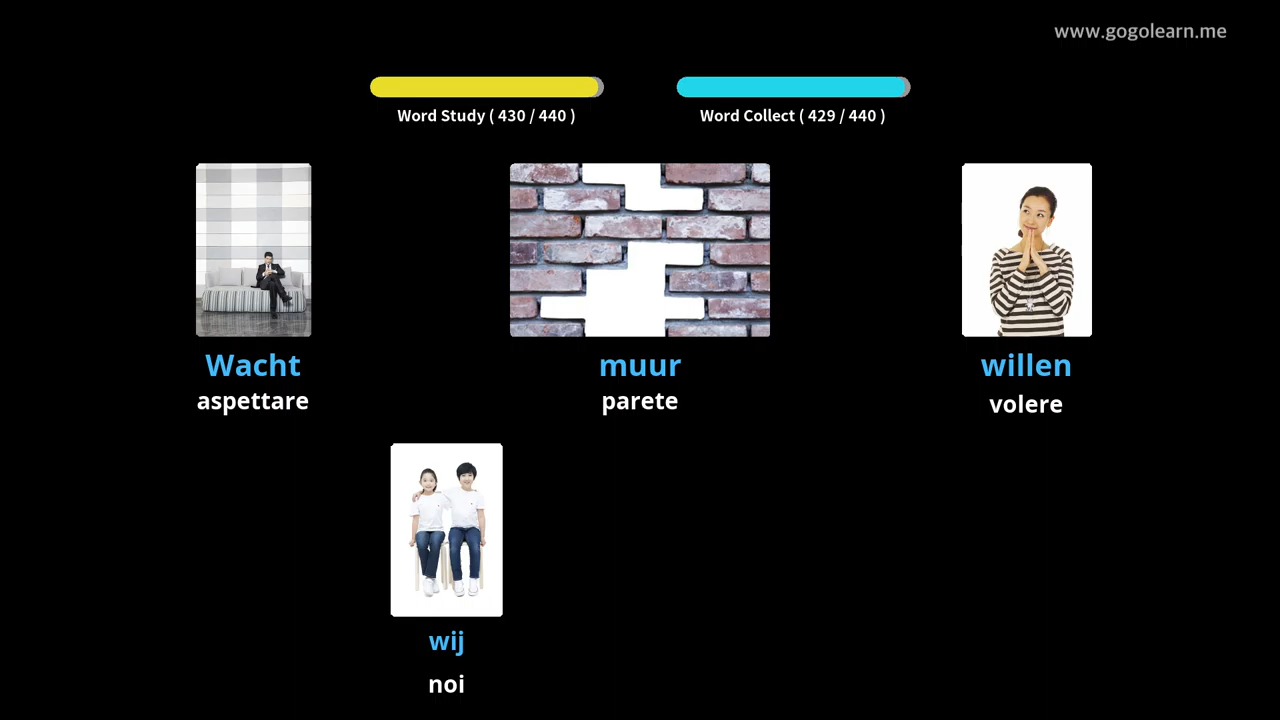 www.gogolearn.me
Word Study ( 430 / 440 )
Word Collect ( 429 / 440 )
Wacht
aspettare
muur
parete
willen
volere
wij
noi